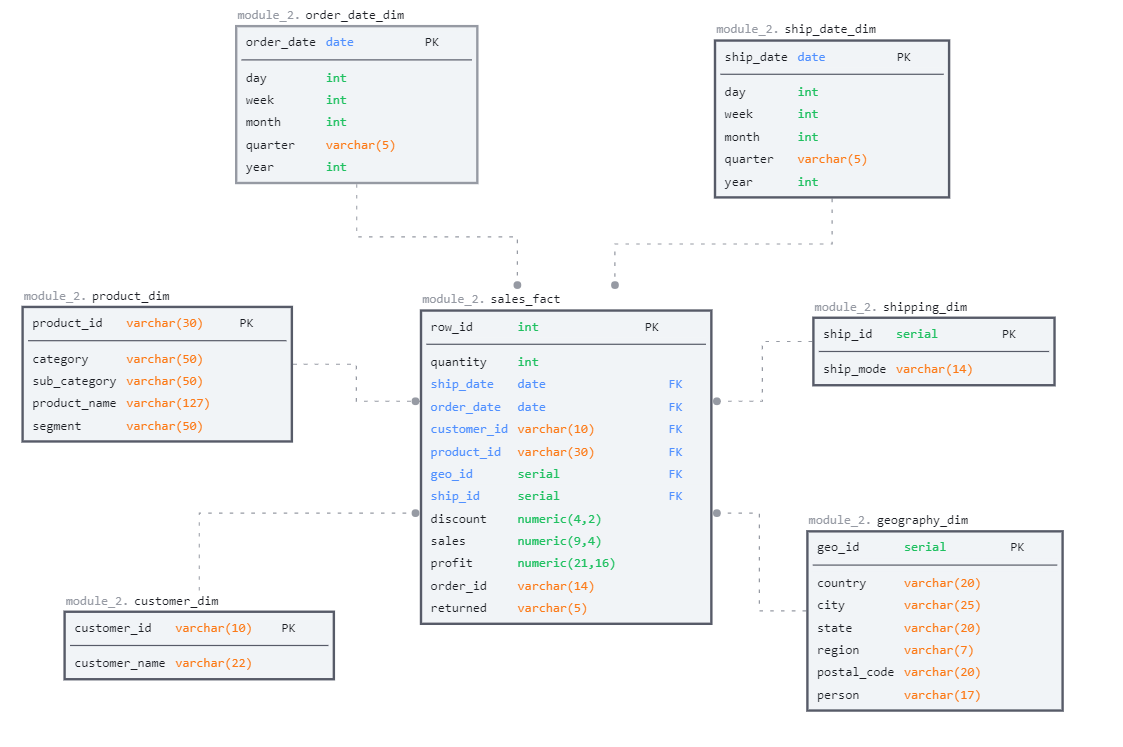 module_2. order_date_dim
order_date date PK
day int
week int
month int
quarter varchar(5)
year int
module_2. ship_date_dim
ship_date date PK
day int
week int
month int
quarter varchar(5)
year int
module_2. product_dim
product_id varchar(30) PK
category varchar(50)
sub_category varchar(50)
product_name varchar(127)
segment varchar(50)
module_2. sales_fact
row_id int PK
quantity int
ship_date date FK
order_date date FK
customer_id varchar(10) FK
product_id varchar(30) FK
geo_id serial FK
ship_id serial FK
discount numeric(4,2)
sales numeric(9,4)
profit numeric(21,16)
order_id varchar(14)
returned varchar(5)
module_2. shipping_dim
ship_id serial PK
ship_mode varchar(14)
module_2. customer_dim
customer_id varchar(10) PK
customer_name varchar(22)
module_2. geography_dim
geo_id serial PK
country varchar(20)
city varchar(25)
state varchar(20)
region varchar(7)
postal_code varchar(20)
person varchar(17)